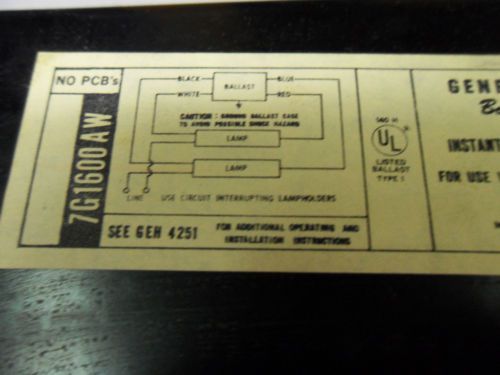 NO PCB's
7G1600AW
BLACK
BALLAST
BLUE
WHITE
RED
CAUTION: GROUND BALLAST CASE
TO AVOID POSSIBLE SHOCK HAZARD
LAMP
LAMP
LINE
USE CIRCUIT INTERRUPTING LAMPHOLDERS
SEE GEH 4251
FOR ADDITIONAL OPERATING AND
INSTALLATION INSTRUCTIONS
UL
LISTED
BALLAST
TYPE 1
GENE
INSTANT
FOR USE